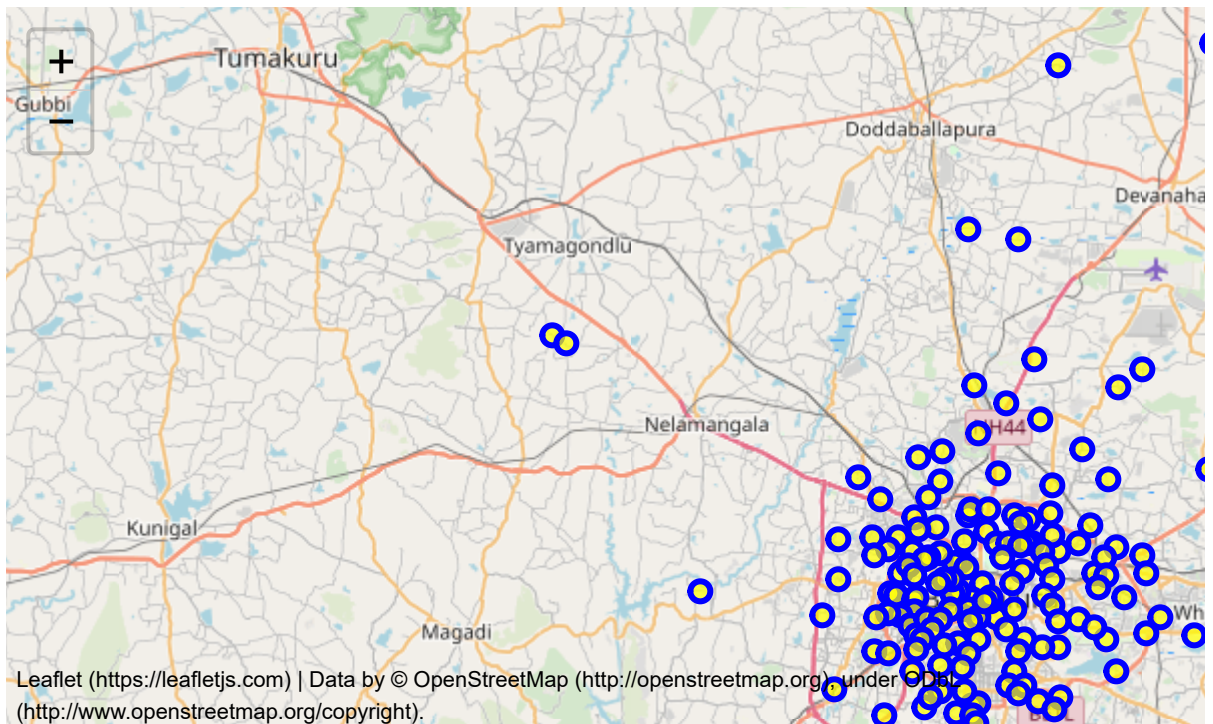 +
Tumakuru
Gubbi
−
Doddaballapura
Devanaha
Tyamagondlu
Nelamangala
NH44
Kunigal
Wh
Magadi
Leaflet (https://leafletjs.com) | Data by © OpenStreetMap (http://openstreetmap.org), under ODbL
(http://www.openstreetmap.org/copyright).